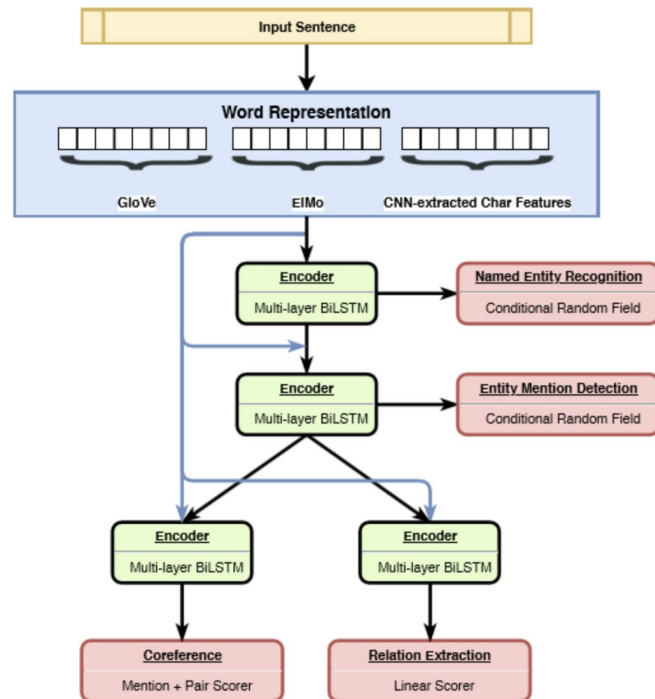 Input Sentence
Word Representation
GloVe
ElMo
CNN-extracted Char Features
Encoder
Multi-layer BiLSTM
Named Entity Recognition
Conditional Random Field
Encoder
Multi-layer BiLSTM
Entity Mention Detection
Conditional Random Field
Encoder
Multi-layer BiLSTM
Encoder
Multi-layer BiLSTM
Coreference
Mention + Pair Scorer
Relation Extraction
Linear Scorer